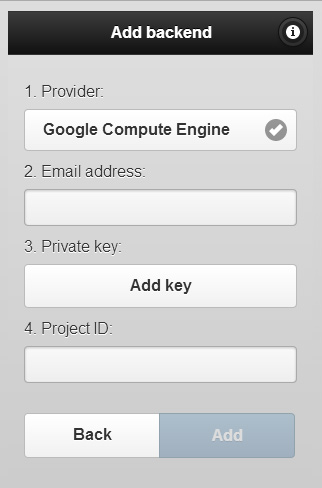 Add backend
1. Provider:
Google Compute Engine
2. Email address:
3. Private key:
Add key
4. Project ID:
Back Add